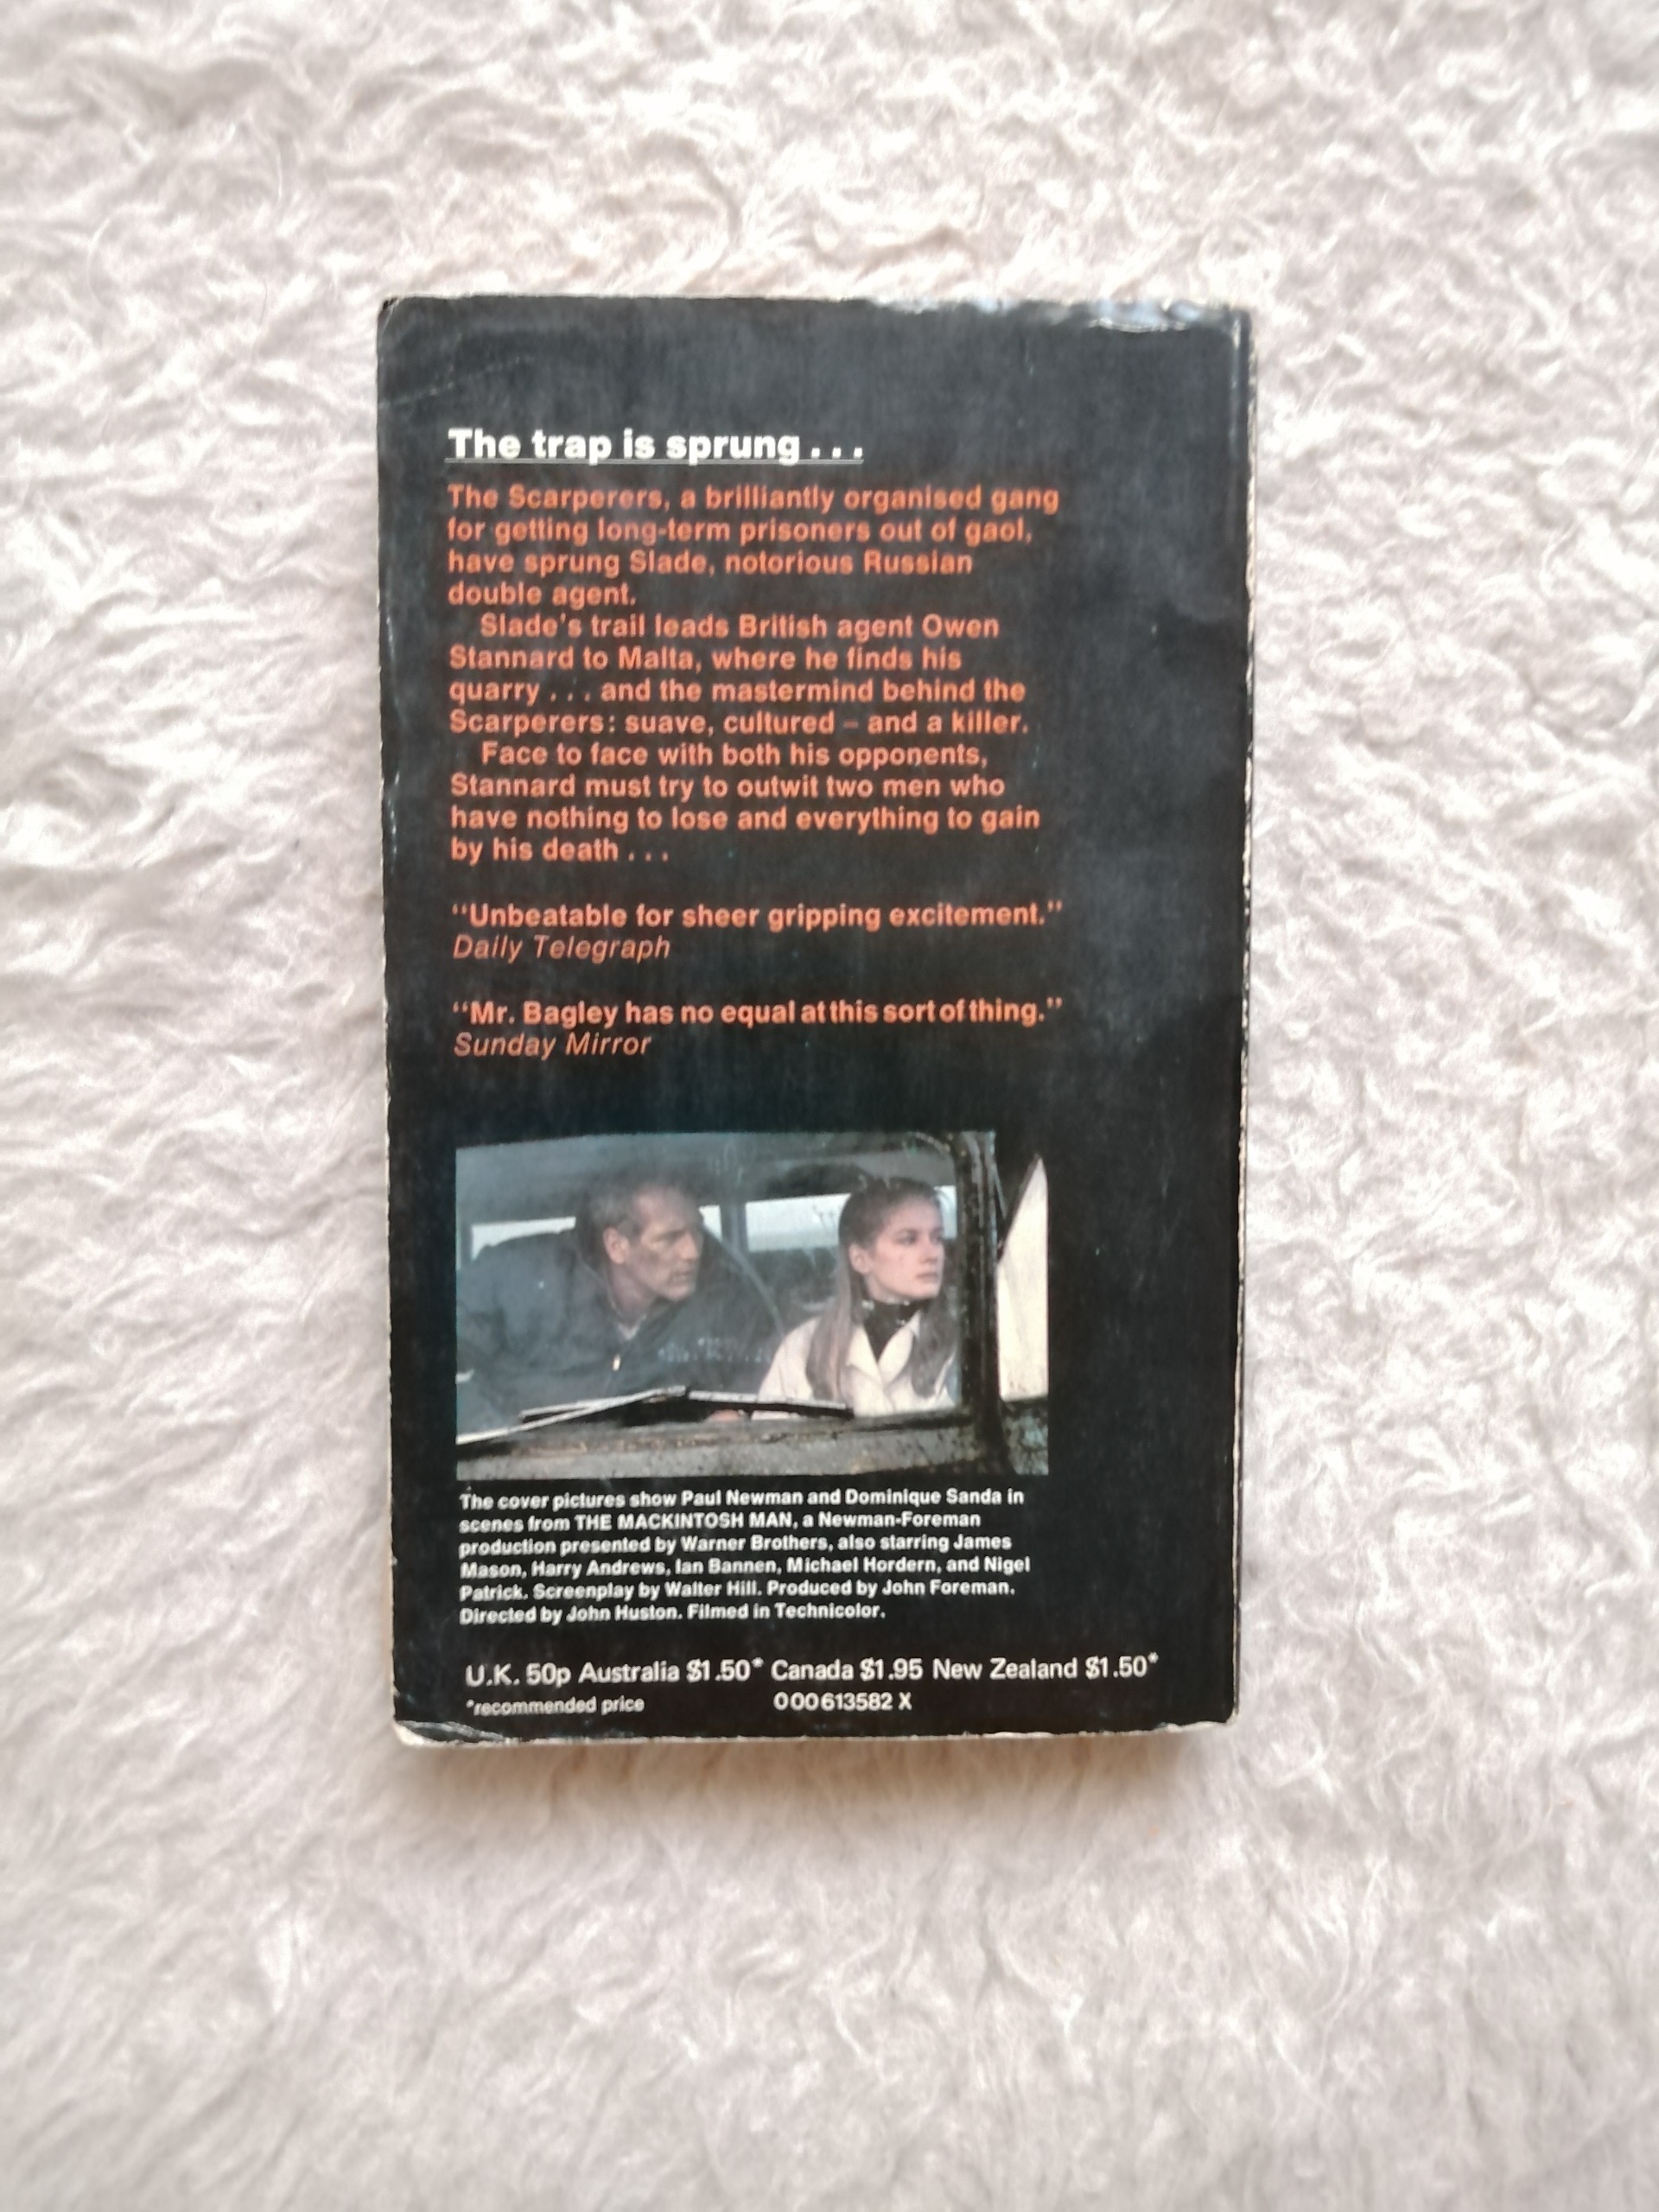 The trap is sprung . . .
The Scarperers, a brilliantly organised gang
for getting long-term prisoners out of gaol,
have sprung Slade, notorious Russian
double agent.
Slade's trail leads British agent Owen
Stannard to Malta, where he finds his
quarry . . . and the mastermind behind the
Scarperers: suave, cultured – and a killer.
Face to face with both his opponents,
Stannard must try to outwit two men who
have nothing to lose and everything to gain
by his death . . .
“Unbeatable for sheer gripping excitement.”
Daily Telegraph
“Mr. Bagley has no equal at this sort of thing.”
Sunday Mirror
The cover pictures show Paul Newman and Dominique Sanda in
scenes from THE MACKINTOSH MAN, a Newman-Foreman
production presented by Warner Brothers, also starring James
Mason, Harry Andrews, Ian Bannen, Michael Hordern, and Nigel
Patrick. Screenplay by Walter Hill. Produced by John Foreman.
Directed by John Huston. Filmed in Technicolor.
U.K. 50p Australia $1.50* Canada $1.95 New Zealand $1.50*
*recommended price 000613582 X